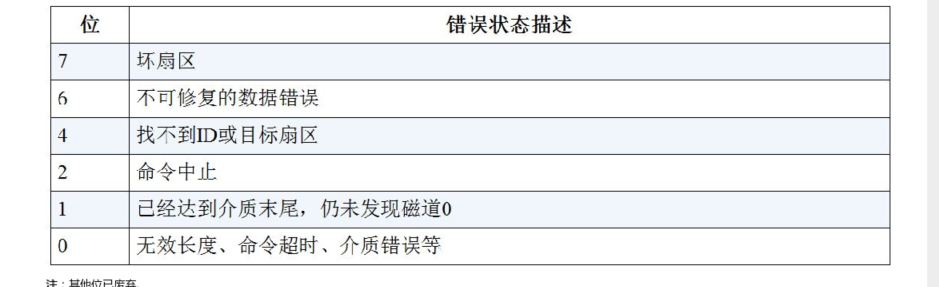 位 错误状态描述
7 坏扇区
6 不可修复的数据错误
4 找不到ID或目标扇区
2 命令中止
1 已经达到介质末尾，仍未发现磁道0
0 无效长度、命令超时、介质错误等
注：其他位已废弃